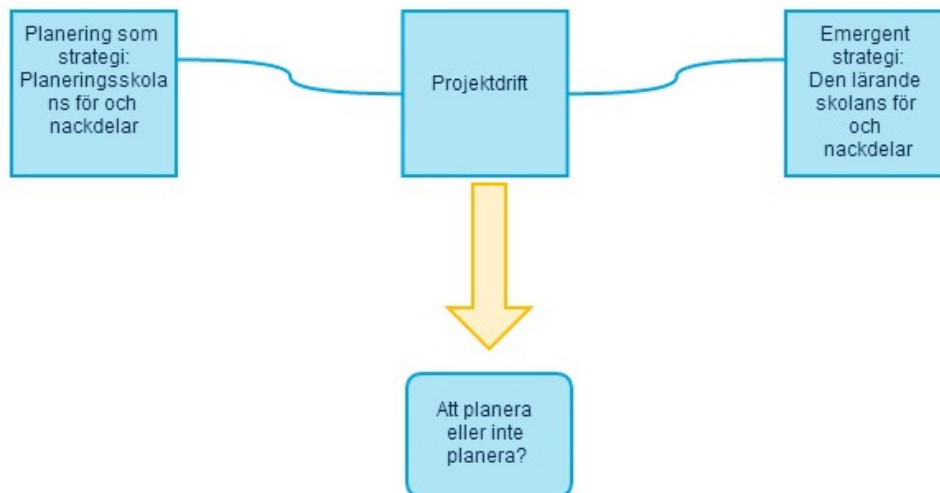 Planering som
strategi:
Planeringsskola
ns för och
nackdelar
Projektdrift
Emergent
strategi:
Den lärande
skolans för
och
nackdelar
Att planera
eller inte
planera?